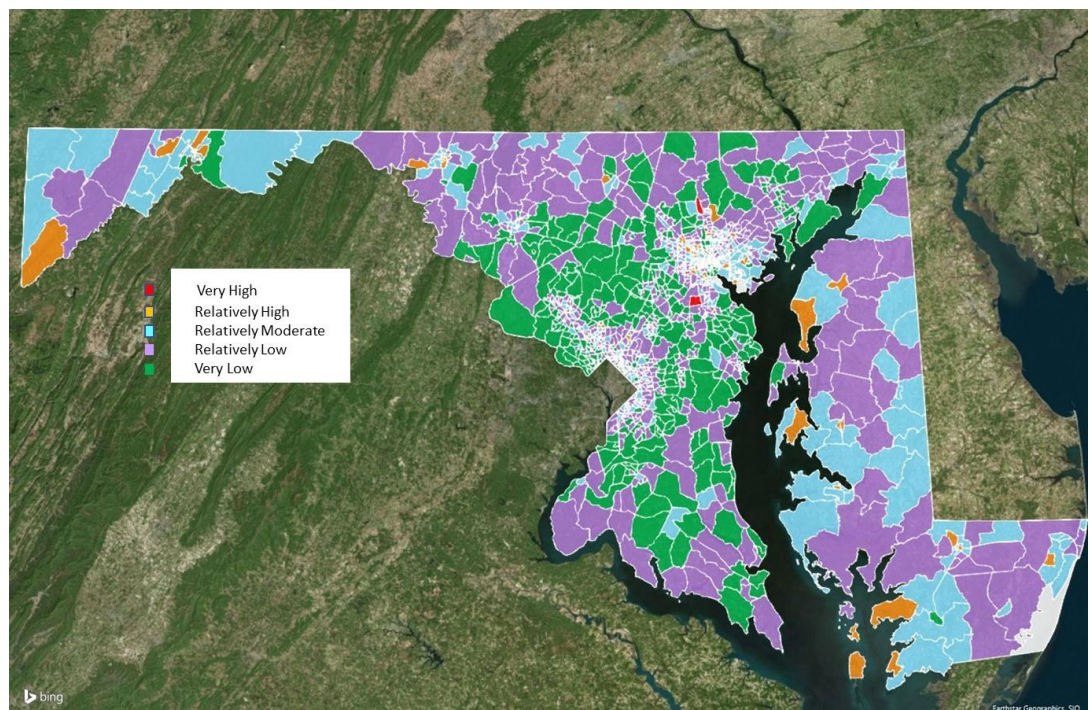 Very High
Relatively High
Relatively Moderate
Relatively Low
Very Low
bing
Earthstar Geographics, SIO